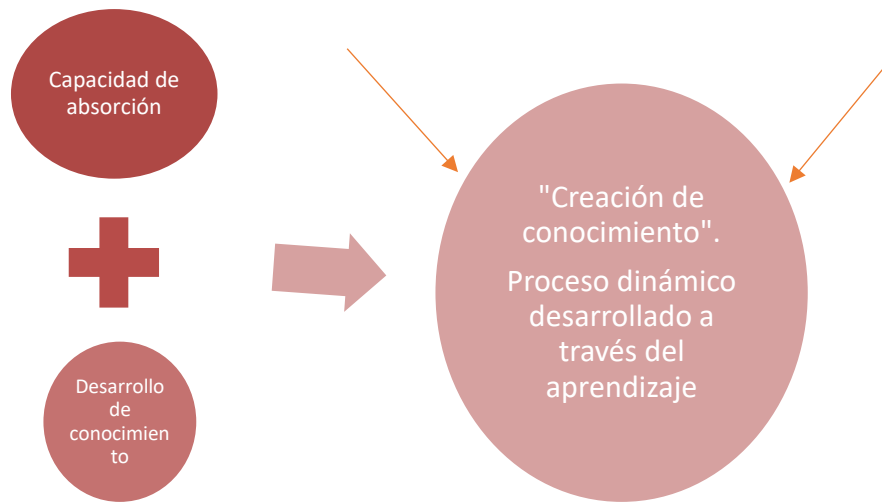 Capacidad de
absorción
Desarrollo
de
conocimien
to
"Creación de
conocimiento".
Proceso dinámico
desarrollado a
través del
aprendizaje